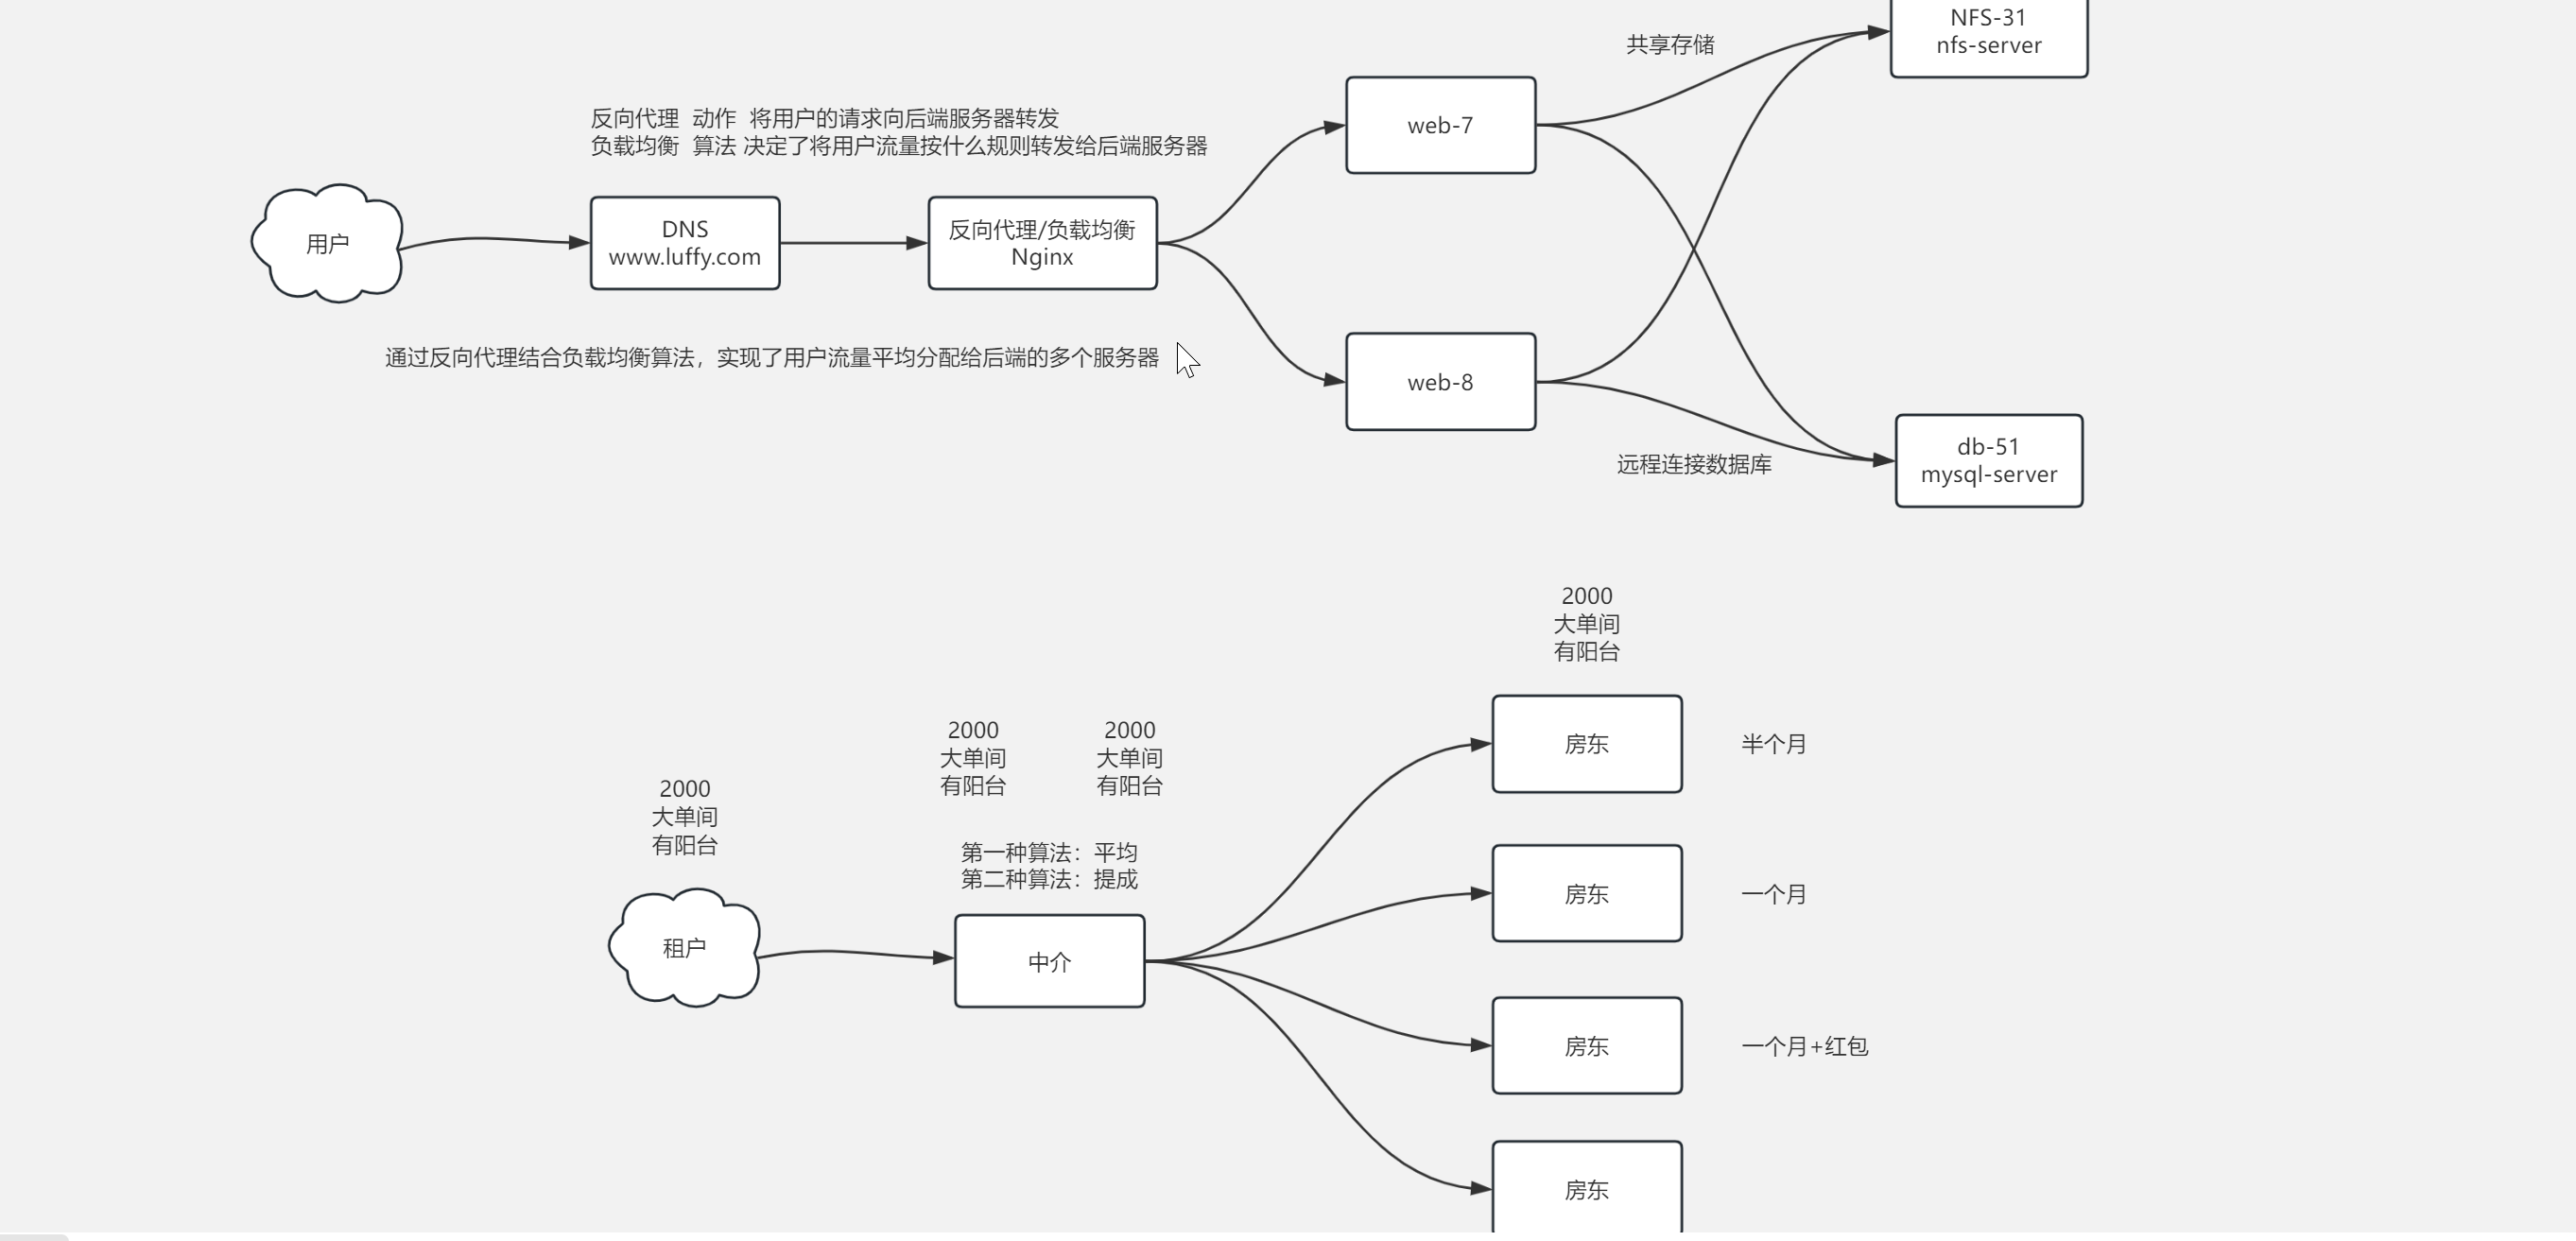 NFS-31
nfs-server
共享存储
反向代理  动作  将用户的请求向后端服务器转发
负载均衡  算法 决定了将用户流量按什么规则转发给后端服务器
web-7
用户
DNS
www.luffy.com
反向代理/负载均衡
Nginx
通过反向代理结合负载均衡算法，实现了用户流量平均分配给后端的多个服务器
web-8
远程连接数据库
db-51
mysql-server
2000
大单间
有阳台
2000
大单间
有阳台
2000
大单间
有阳台
2000
大单间
有阳台
第一种算法：平均
第二种算法：提成
租户
中介
房东
半个月
房东
一个月
房东
一个月+红包
房东